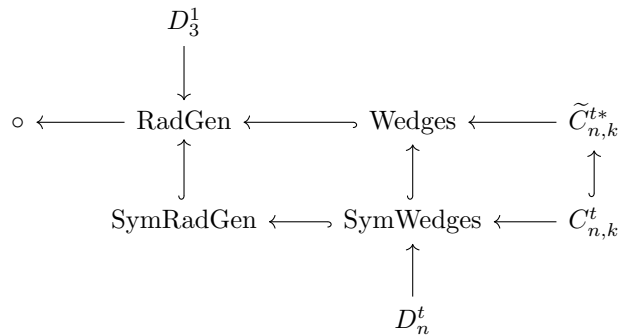 $D_3^1$
∘ RadGen Wedges $\widetilde{C}_{n,k}^{t*}$
SymRadGen SymWedges $C_{n,k}^t$
$D_n^t$